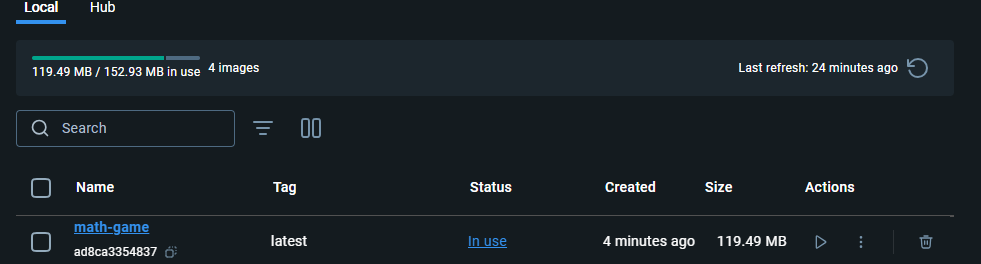 Local Hub
119.49 MB / 152.93 MB in use 4 images Last refresh: 24 minutes ago
Search
Name Tag Status Created Size Actions
math-game
latest In use 4 minutes ago 119.49 MB
ad8ca3354837